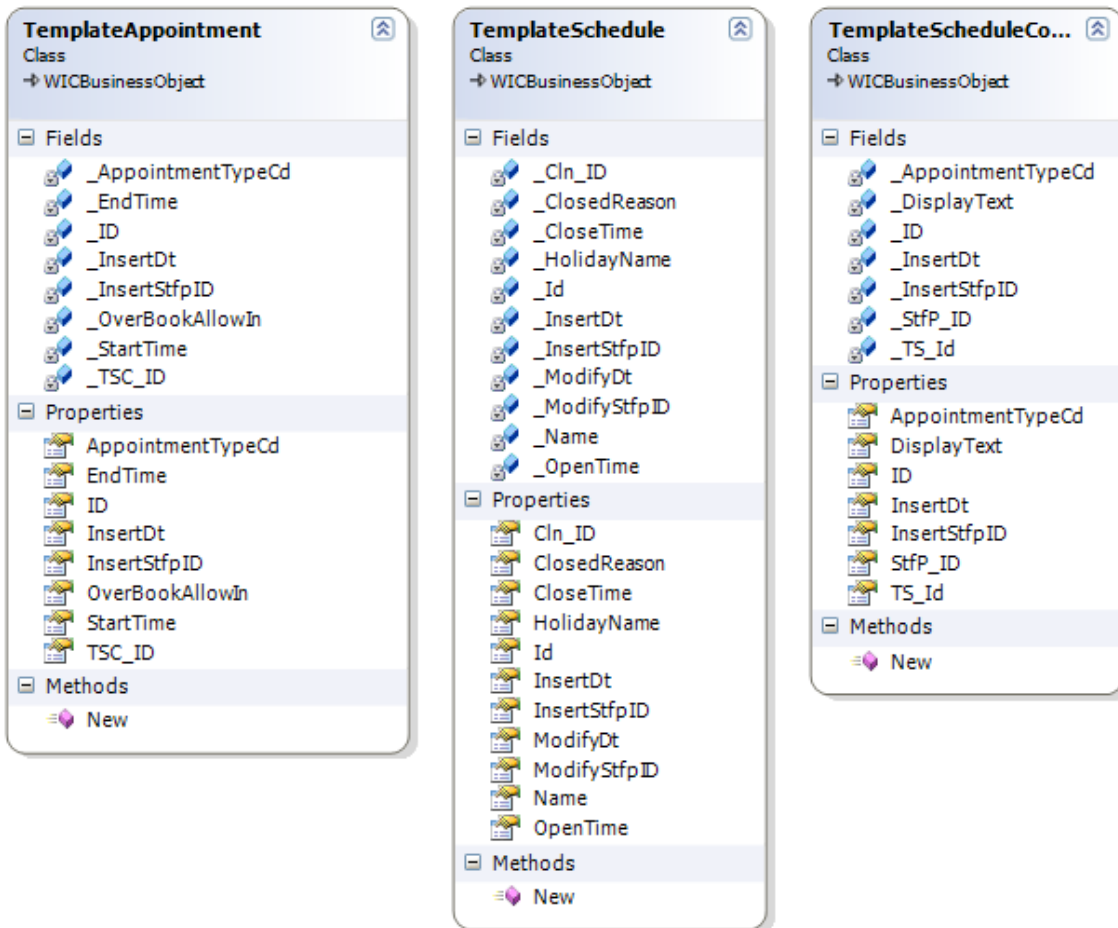 TemplateAppointment
Class
WICBusinessObject
Fields
_AppointmentTypeCd
_EndTime
_ID
_InsertDt
_InsertStfpID
_OverBookAllowIn
_StartTime
_TSC_ID
Properties
AppointmentTypeCd
EndTime
ID
InsertDt
InsertStfpID
OverBookAllowIn
StartTime
TSC_ID
Methods
New
TemplateSchedule
Class
WICBusinessObject
Fields
_Cln_ID
_ClosedReason
_CloseTime
_HolidayName
_Id
_InsertDt
_InsertStfpID
_ModifyDt
_ModifyStfpID
_Name
_OpenTime
Properties
Cln_ID
ClosedReason
CloseTime
HolidayName
Id
InsertDt
InsertStfpID
ModifyDt
ModifyStfpID
Name
OpenTime
Methods
New
TemplateScheduleCo...
Class
WICBusinessObject
Fields
_AppointmentTypeCd
_DisplayText
_ID
_InsertDt
_InsertStfpID
_StfP_ID
_TS_Id
Properties
AppointmentTypeCd
DisplayText
ID
InsertDt
InsertStfpID
StfP_ID
TS_Id
Methods
New